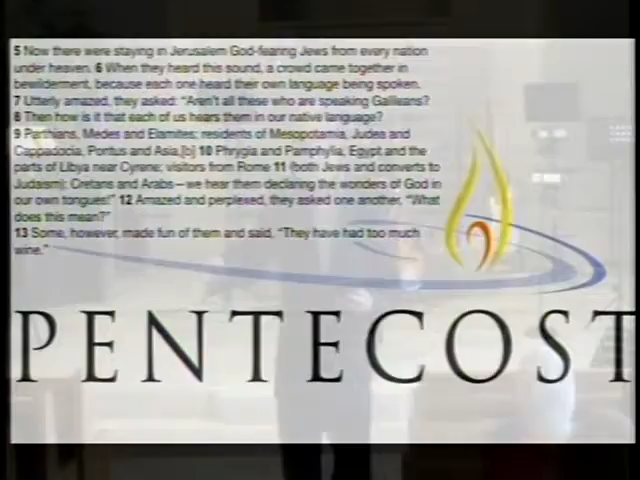 5 Now there were staying in Jerusalem God-fearing Jews from every nation
under heaven. 6 When they heard this sound, a crowd came together in
bewilderment, because each one heard their own language being spoken.
7 Utterly amazed, they asked: "Aren't all these who are speaking Galileans?
8 Then how is it that each of us hears them in our native language?
9 Parthians, Medes and Elamites; residents of Mesopotamia, Judea and
Cappadocia, Pontus and Asia,[b] 10 Phrygia and Pamphylia, Egypt and the
parts of Libya near Cyrene; visitors from Rome 11 (both Jews and converts to
Judaism); Cretans and Arabs—we hear them declaring the wonders of God in
our own tongues!" 12 Amazed and perplexed, they asked one another, "What
does this mean?"
13 Some, however, made fun of them and said, "They have had too much
wine."
PENTECOST